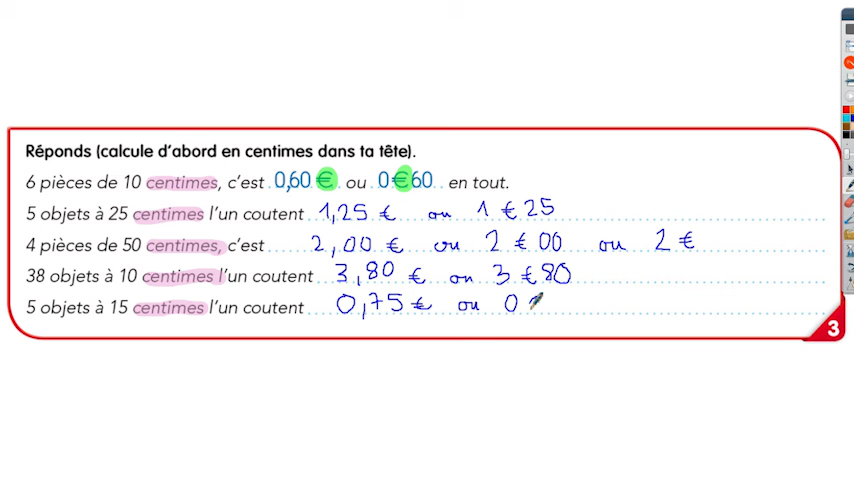 Réponds (calcule d'abord en centimes dans ta tête).
6 pièces de 10 centimes, c'est 0,60 € ou 0 € 60 en tout.
5 objets à 25 centimes l'un coutent 1,25 € ou 1 € 25
4 pièces de 50 centimes, c'est 2,00 € ou 2 € 00 ou 2 €
38 objets à 10 centimes l'un coutent 3,80 € ou 3 € 80
5 objets à 15 centimes l'un coutent 0,75 € ou 0
3